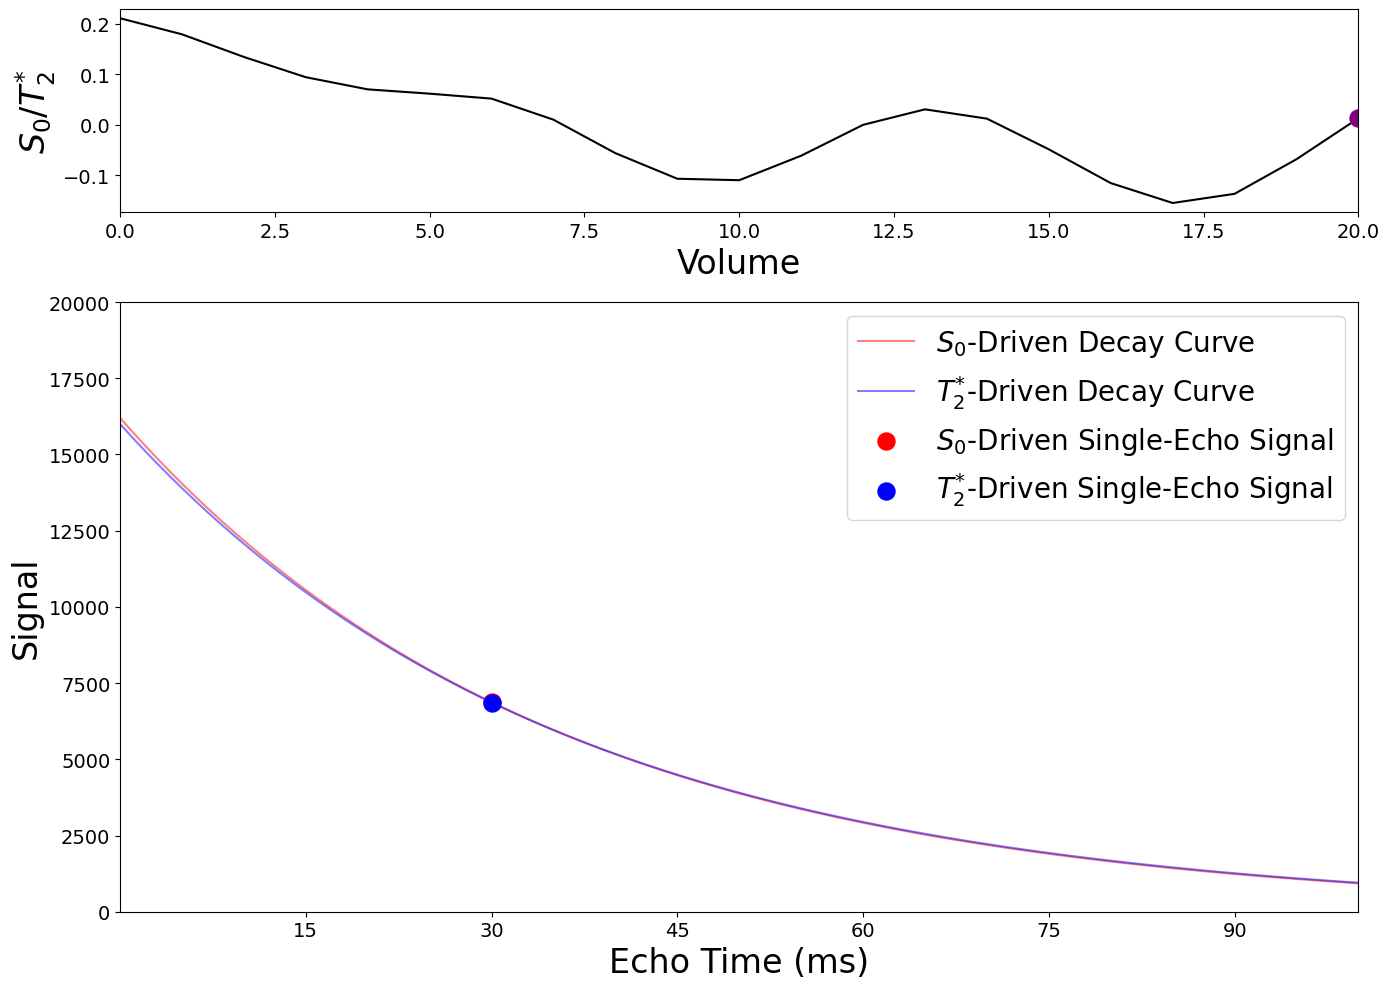 0.2
0.1
0.0
−0.1
S₀/T₂*
0.0 2.5 5.0 7.5 10.0 12.5 15.0 17.5 20.0
Volume
20000
17500
15000
12500
10000
7500
5000
2500
0
Signal
S₀-Driven Decay Curve
T₂*-Driven Decay Curve
S₀-Driven Single-Echo Signal
T₂*-Driven Single-Echo Signal
15 30 45 60 75 90
Echo Time (ms)